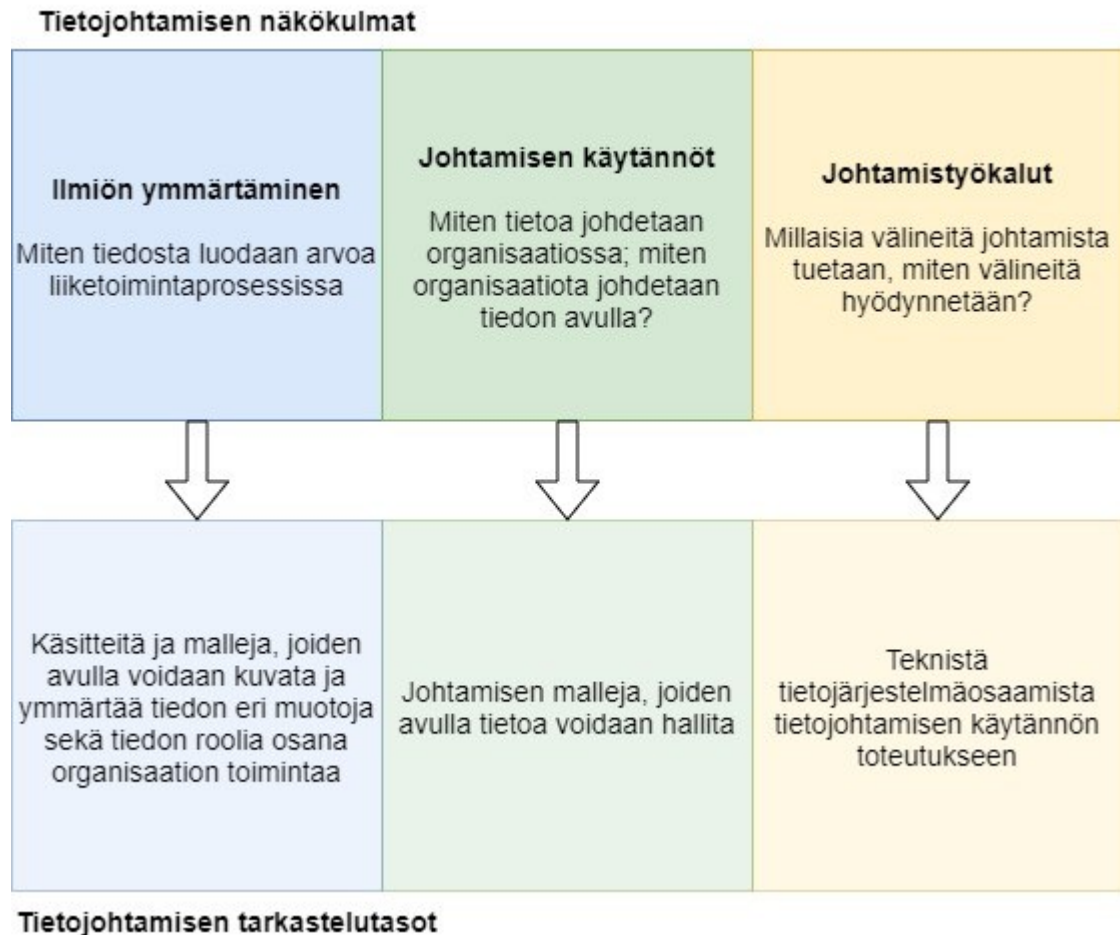 Tietojohtamisen näkökulmat
Ilmiön ymmärtäminen
Miten tiedosta luodaan arvoa
liiketoimintaprosessissa
Johtamisen käytännöt
Miten tietoa johdetaan
organisaatiossa; miten
organisaatiota johdetaan
tiedon avulla?
Johtamistyökalut
Millaisia välineitä johtamista
tuetaan, miten välineitä
hyödynnetään?
Käsitteitä ja malleja, joiden
avulla voidaan kuvata ja
ymmärtää tiedon eri muotoja
sekä tiedon roolia osana
organisaation toimintaa
Johtamisen malleja, joiden
avulla tietoa voidaan hallita
Teknistä
tietojärjestelmäosaamista
tietojohtamisen käytännön
toteutukseen
Tietojohtamisen tarkastelutasot